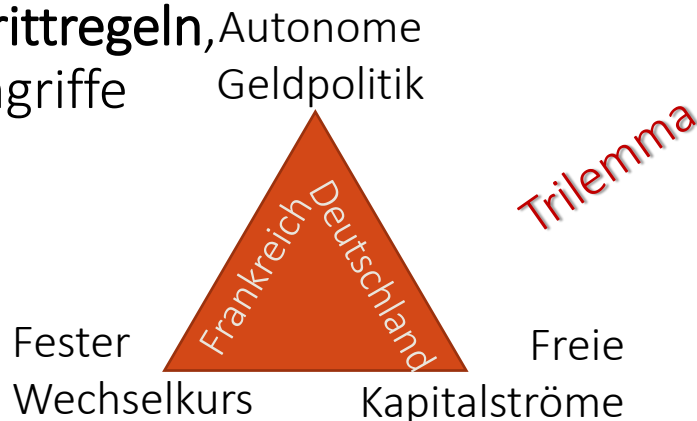 rittregeln, Autonome
griffe Geldpolitik
Trilemma
Frankreich
Deutschland
Fester
Wechselkurs
Freie
Kapitalströme